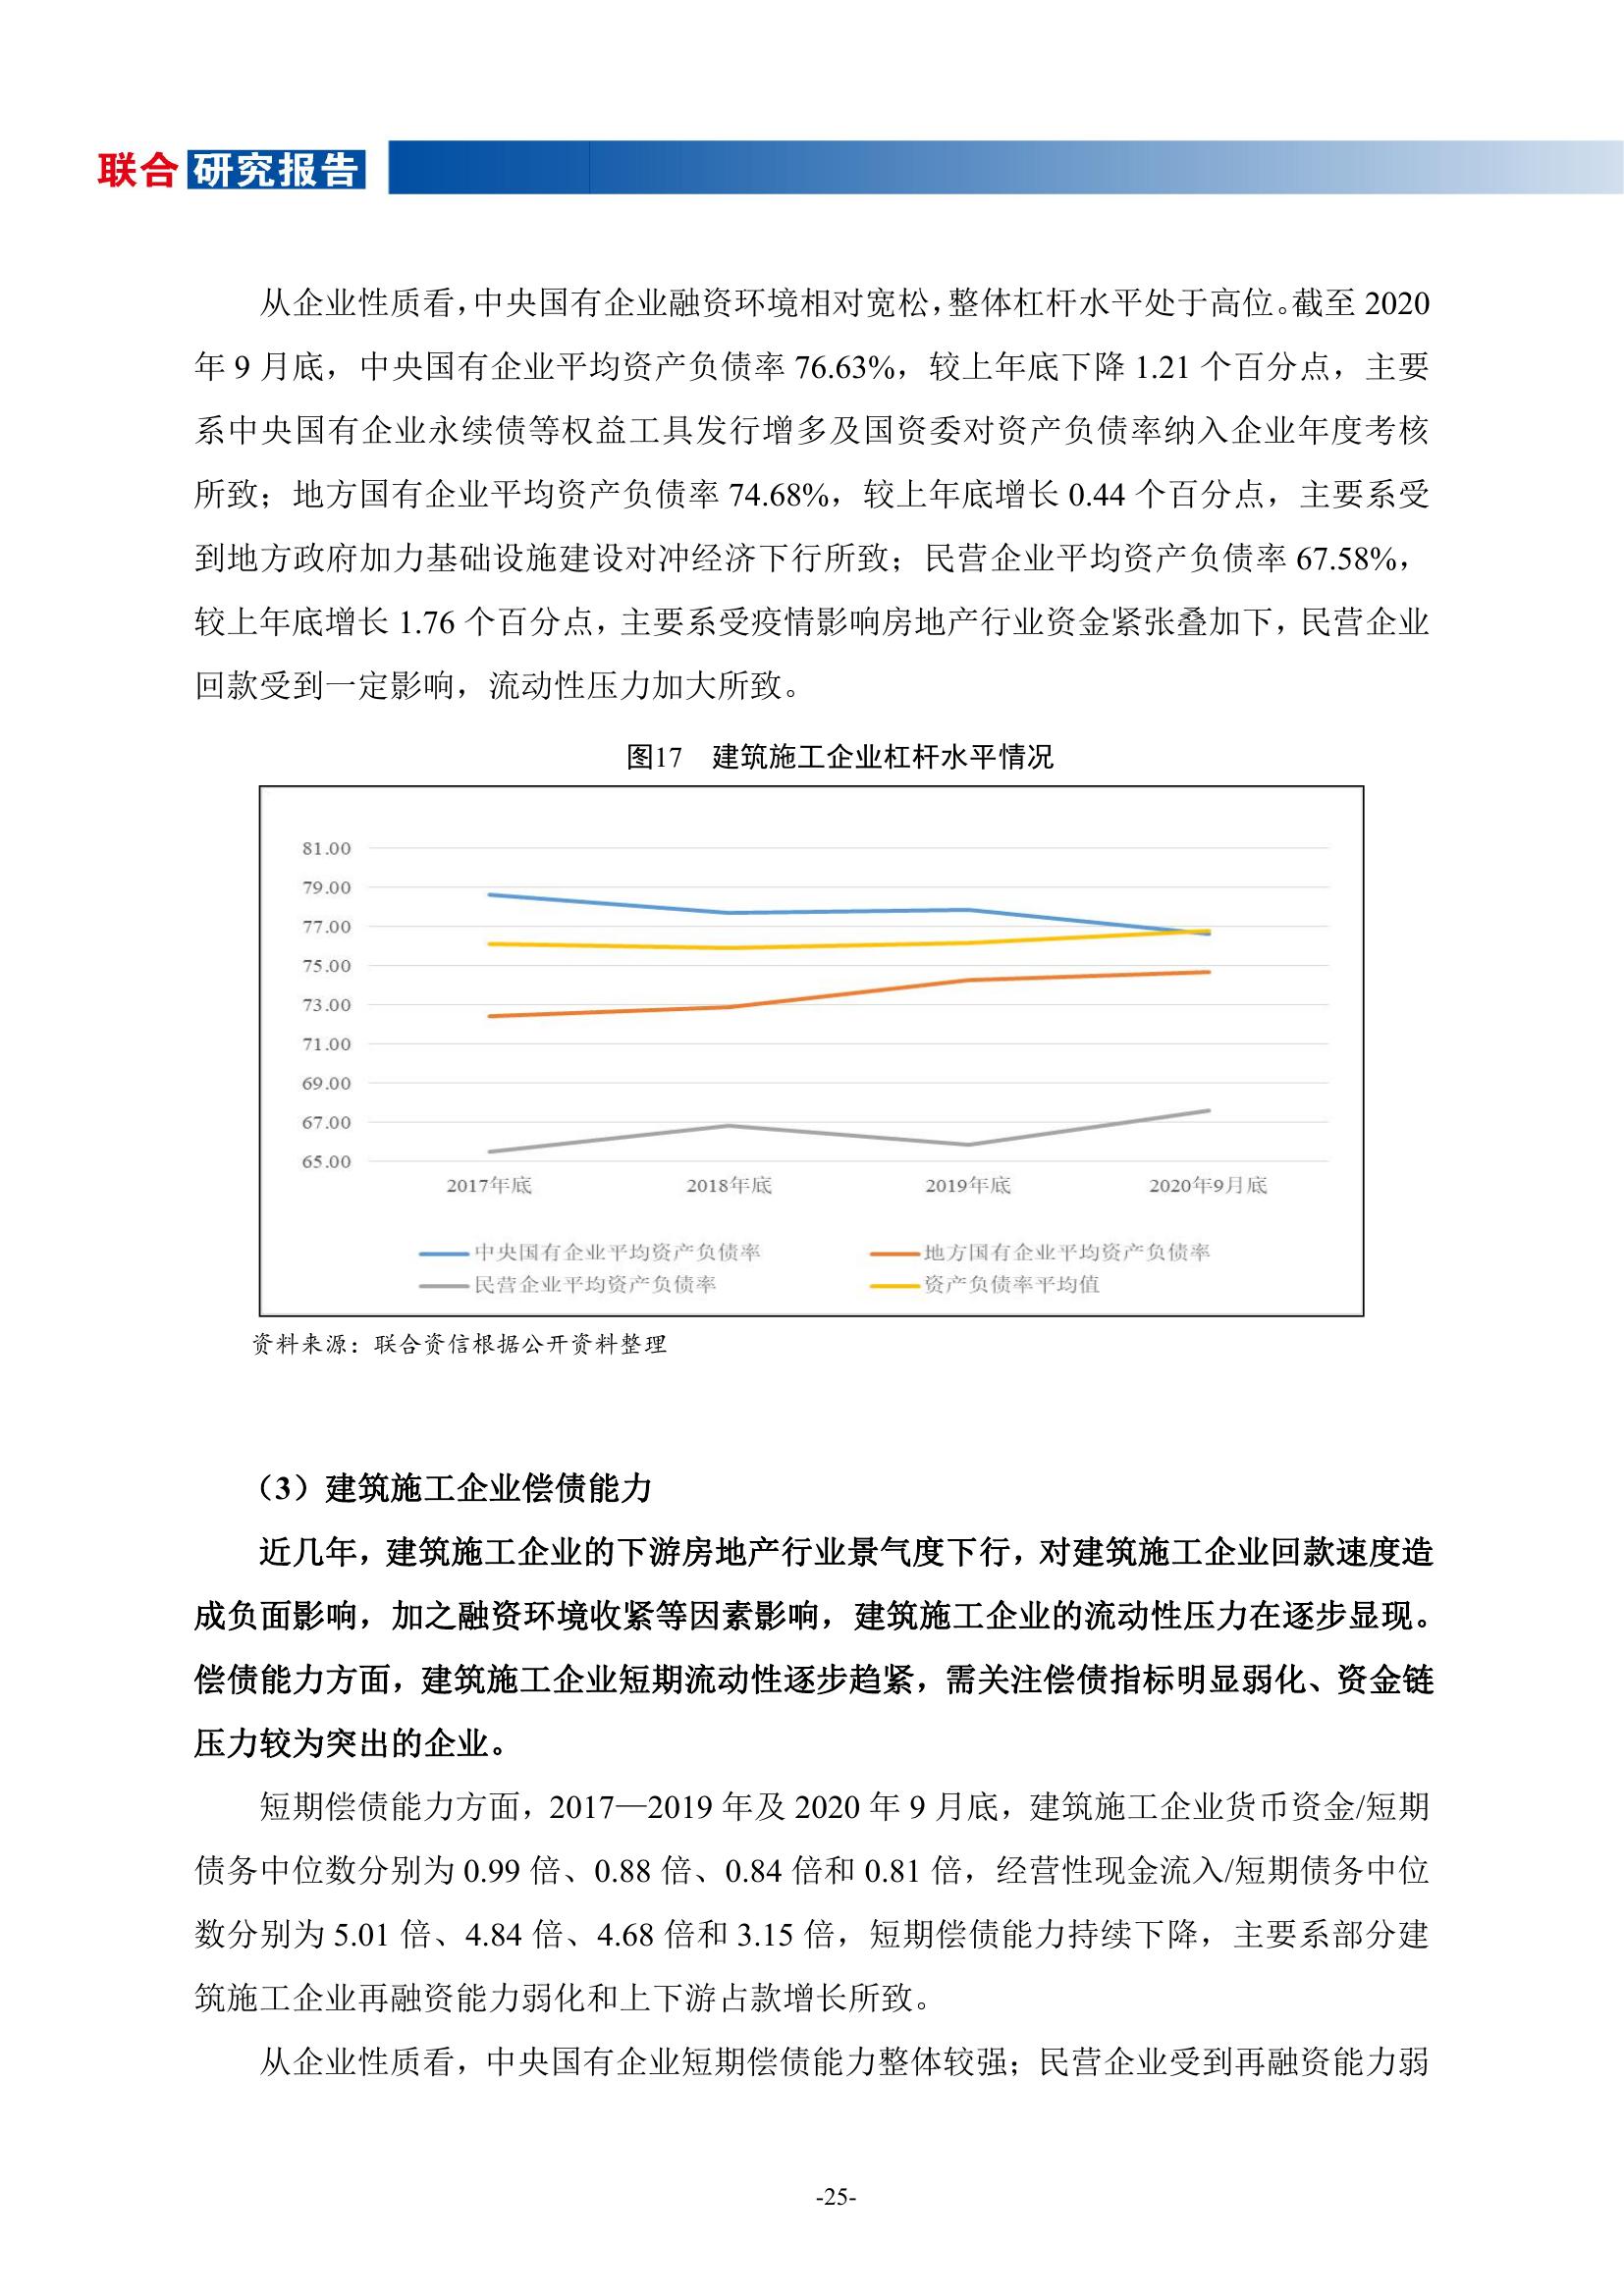 联合 研究报告
从企业性质看，中央国有企业融资环境相对宽松，整体杠杆水平处于高位。截至 2020
年 9 月底，中央国有企业平均资产负债率 76.63%，较上年底下降 1.21 个百分点，主要
系中央国有企业永续债等权益工具发行增多及国资委对资产负债率纳入企业年度考核
所致；地方国有企业平均资产负债率 74.68%，较上年底增长 0.44 个百分点，主要系受
到地方政府加力基础设施建设对冲经济下行所致；民营企业平均资产负债率 67.58%，
较上年底增长 1.76 个百分点，主要系受疫情影响房地产行业资金紧张叠加下，民营企业
回款受到一定影响，流动性压力加大所致。
图17 建筑施工企业杠杆水平情况
81.00
79.00
77.00
75.00
73.00
71.00
69.00
67.00
65.00
2017年底 2018年底 2019年底 2020年9月底
中央国有企业平均资产负债率 地方国有企业平均资产负债率
民营企业平均资产负债率 资产负债率平均值
资料来源：联合资信根据公开资料整理
（3）建筑施工企业偿债能力
近几年，建筑施工企业的下游房地产行业景气度下行，对建筑施工企业回款速度造
成负面影响，加之融资环境收紧等因素影响，建筑施工企业的流动性压力在逐步显现。
偿债能力方面，建筑施工企业短期流动性逐步趋紧，需关注偿债指标明显弱化、资金链
压力较为突出的企业。
短期偿债能力方面，2017—2019 年及 2020 年 9 月底，建筑施工企业货币资金/短期
债务中位数分别为 0.99 倍、0.88 倍、0.84 倍和 0.81 倍，经营性现金流入/短期债务中位
数分别为 5.01 倍、4.84 倍、4.68 倍和 3.15 倍，短期偿债能力持续下降，主要系部分建
筑施工企业再融资能力弱化和上下游占款增长所致。
从企业性质看，中央国有企业短期偿债能力整体较强；民营企业受到再融资能力弱
-25-